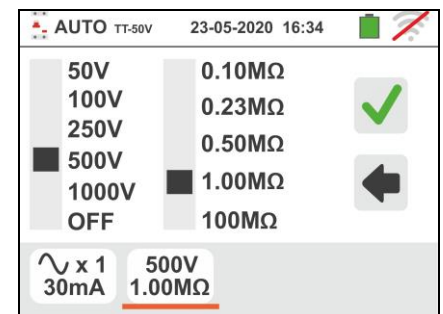 AUTO TT-50V 23-05-2020 16:34
50V 0.10MΩ
100V 0.23MΩ
250V 0.50MΩ
500V 1.00MΩ
1000V 100MΩ
OFF
x 1 500V
30mA 1.00MΩ